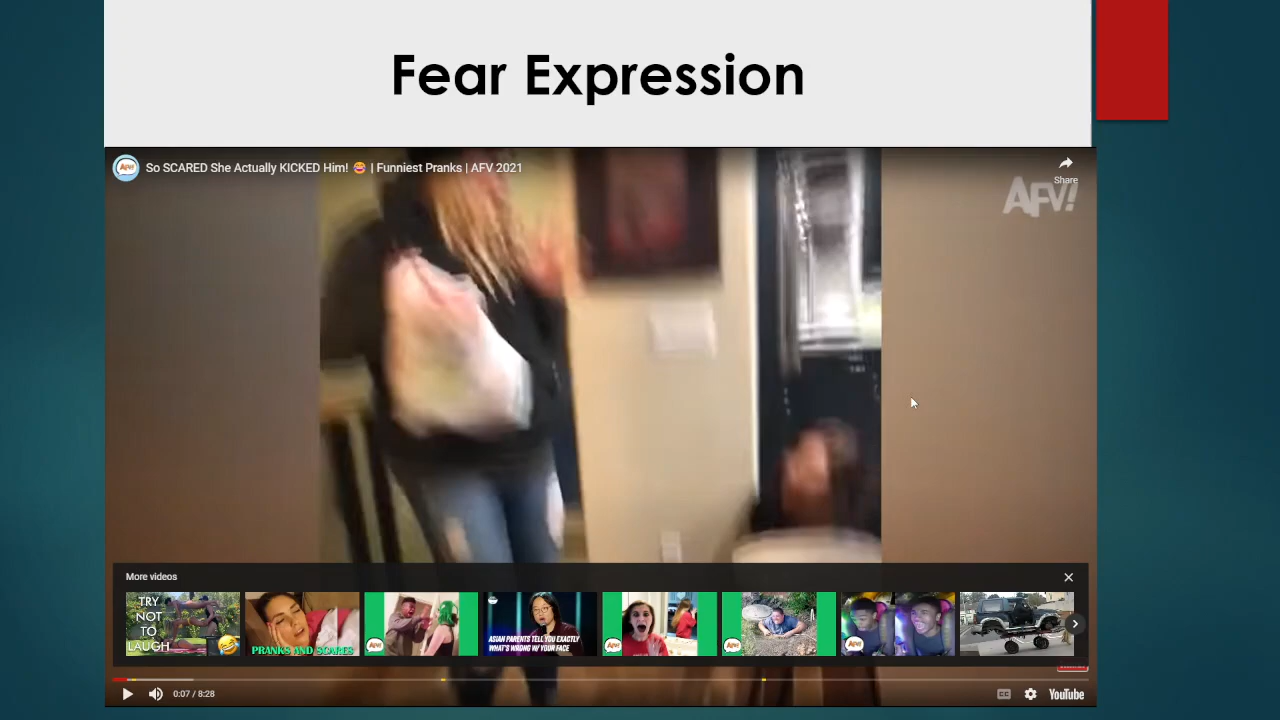 Fear Expression
So SCARED She Actually KICKED Him! 😂 | Funniest Pranks | AFV 2021
Share
AFV!
More videos
TRY
NOT
TO
LAUGH
PRANKS AND SCARES
ASIAN PARENTS TELL YOU EXACTLY
WHAT'S WRONG W/ YOUR FACE
0:07 / 8:28
CC
YouTube